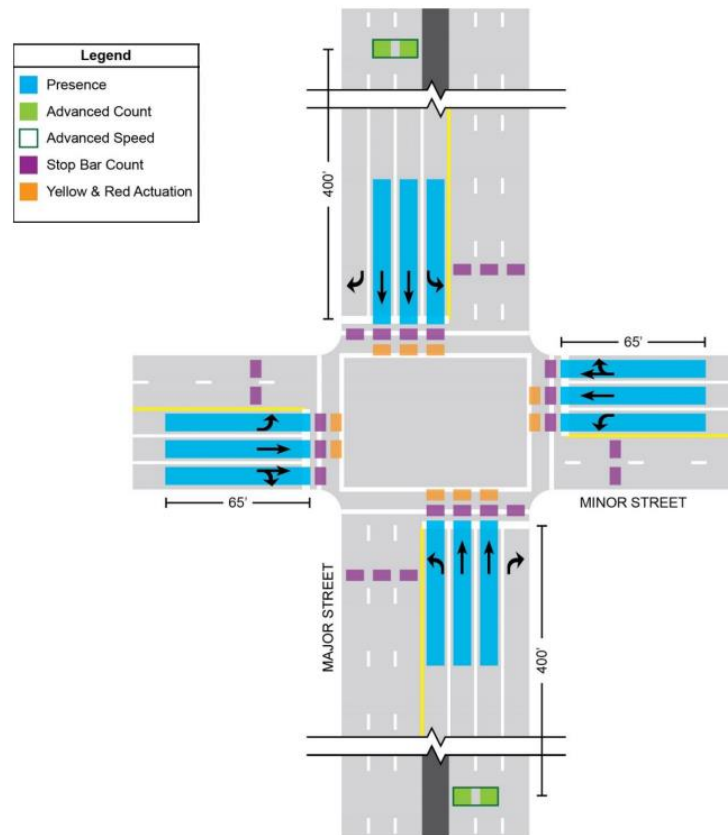 Legend
Presence
Advanced Count
Advanced Speed
Stop Bar Count
Yellow & Red Actuation
400'
65'
65'
MINOR STREET
MAJOR STREET
400'